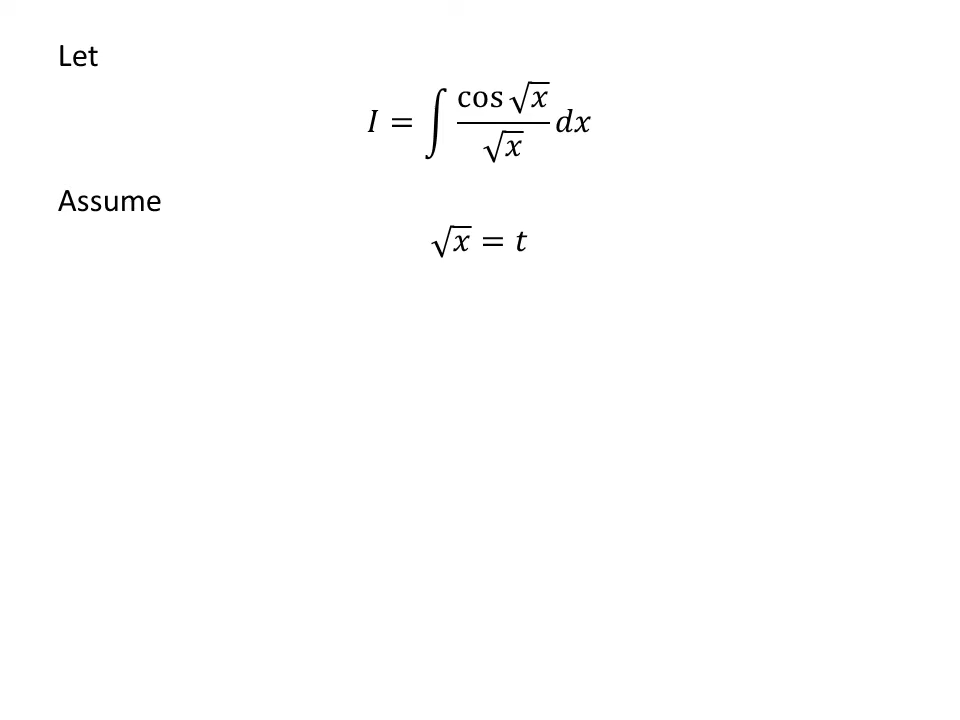 Let
I = ∫ cos √x / √x dx
Assume
√x = t